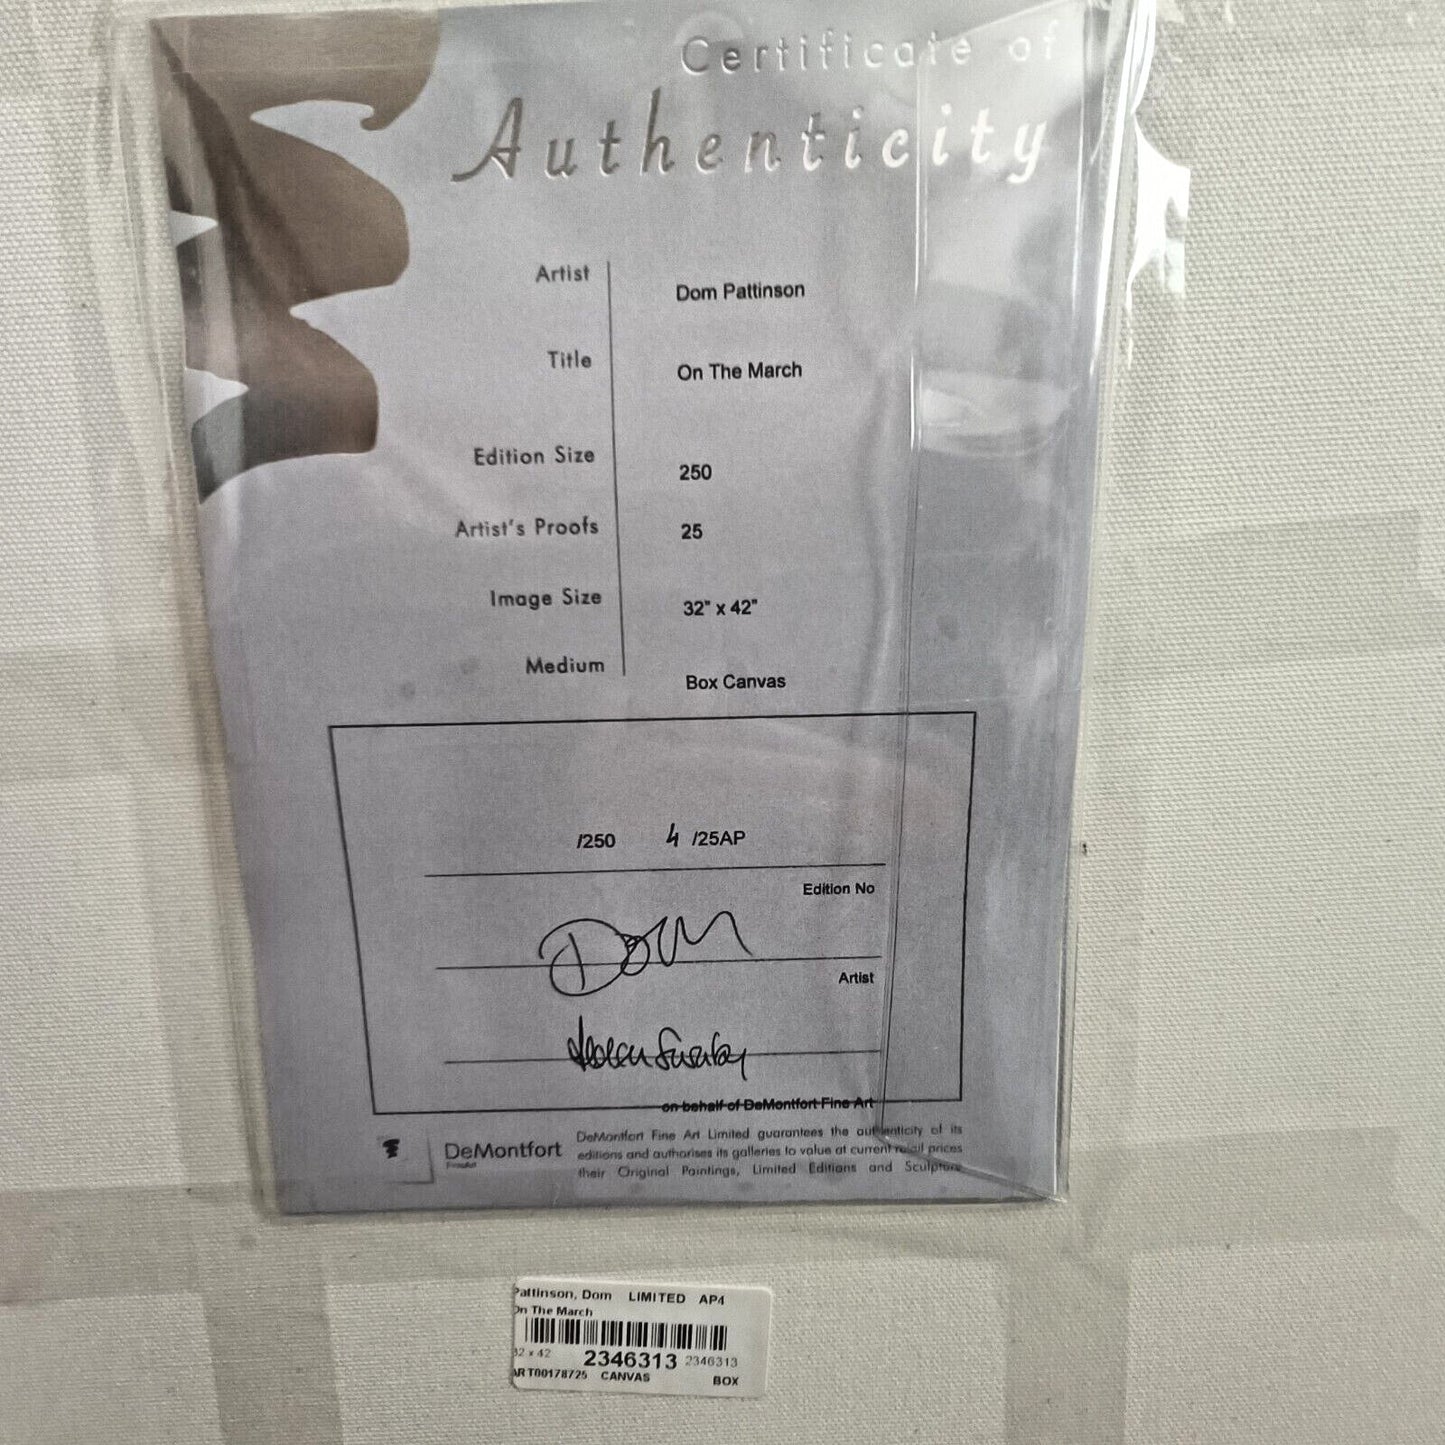 Certificate of
Authenticity
Artist
Dom Pattinson
Title
On The March
Edition Size
250
Artist's Proofs
25
Image Size
32" x 42"
Medium
Box Canvas
/250 4 /25AP
Edition No
Dom
Artist
on behalf of DeMontfort Fine Art
DeMontfort
Fine Art
DeMontfort Fine Art Limited guarantees the authenticity of its
editions and authorises its galleries to value at current retail prices
their Original Paintings, Limited Editions and Sculpture
Pattinson, Dom LIMITED AP4
On The March
32 x 42 2346313 2346313
ART00178725 CANVAS BOX